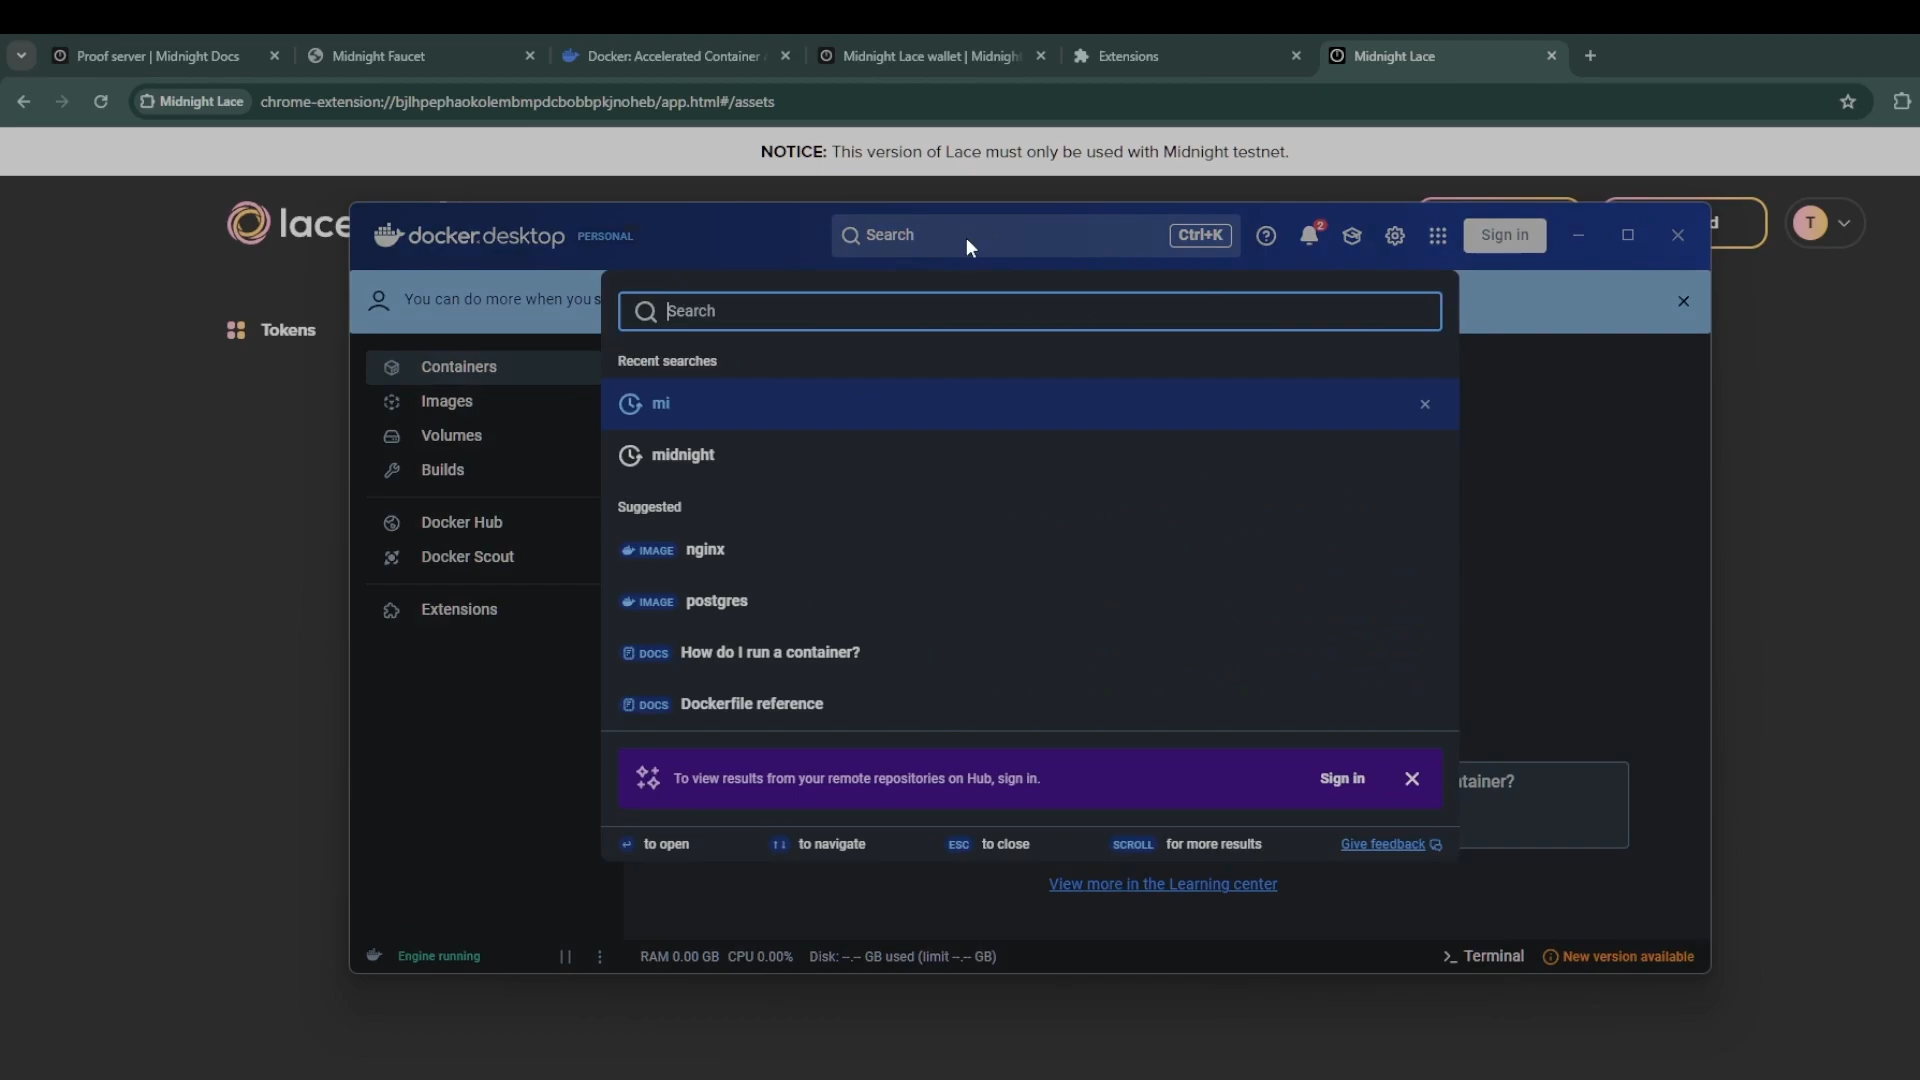 Proof server | Midnight Docs
Midnight Faucet
Docker: Accelerated Container
Midnight Lace wallet | Midnigh
Extensions
Midnight Lace
Midnight Lace
chrome-extension://bjlhpephaokolembmpdcbobbpkjnoheb/app.html#/assets
NOTICE: This version of Lace must only be used with Midnight testnet.
lace
docker.desktop PERSONAL
Search
Ctrl+K
2
Sign in
d
T
You can do more when you s
Search
Tokens
Containers
Images
Volumes
Builds
Docker Hub
Docker Scout
Extensions
Recent searches
mi
midnight
Suggested
IMAGE nginx
IMAGE postgres
DOCS How do I run a container?
DOCS Dockerfile reference
To view results from your remote repositories on Hub, sign in.
Sign in
ntainer?
to open
to navigate
ESC to close
SCROLL for more results
Give feedback
View more in the Learning center
Engine running
RAM 0.00 GB CPU 0.00% Disk: --.-- GB used (limit --.-- GB)
>_ Terminal
New version available